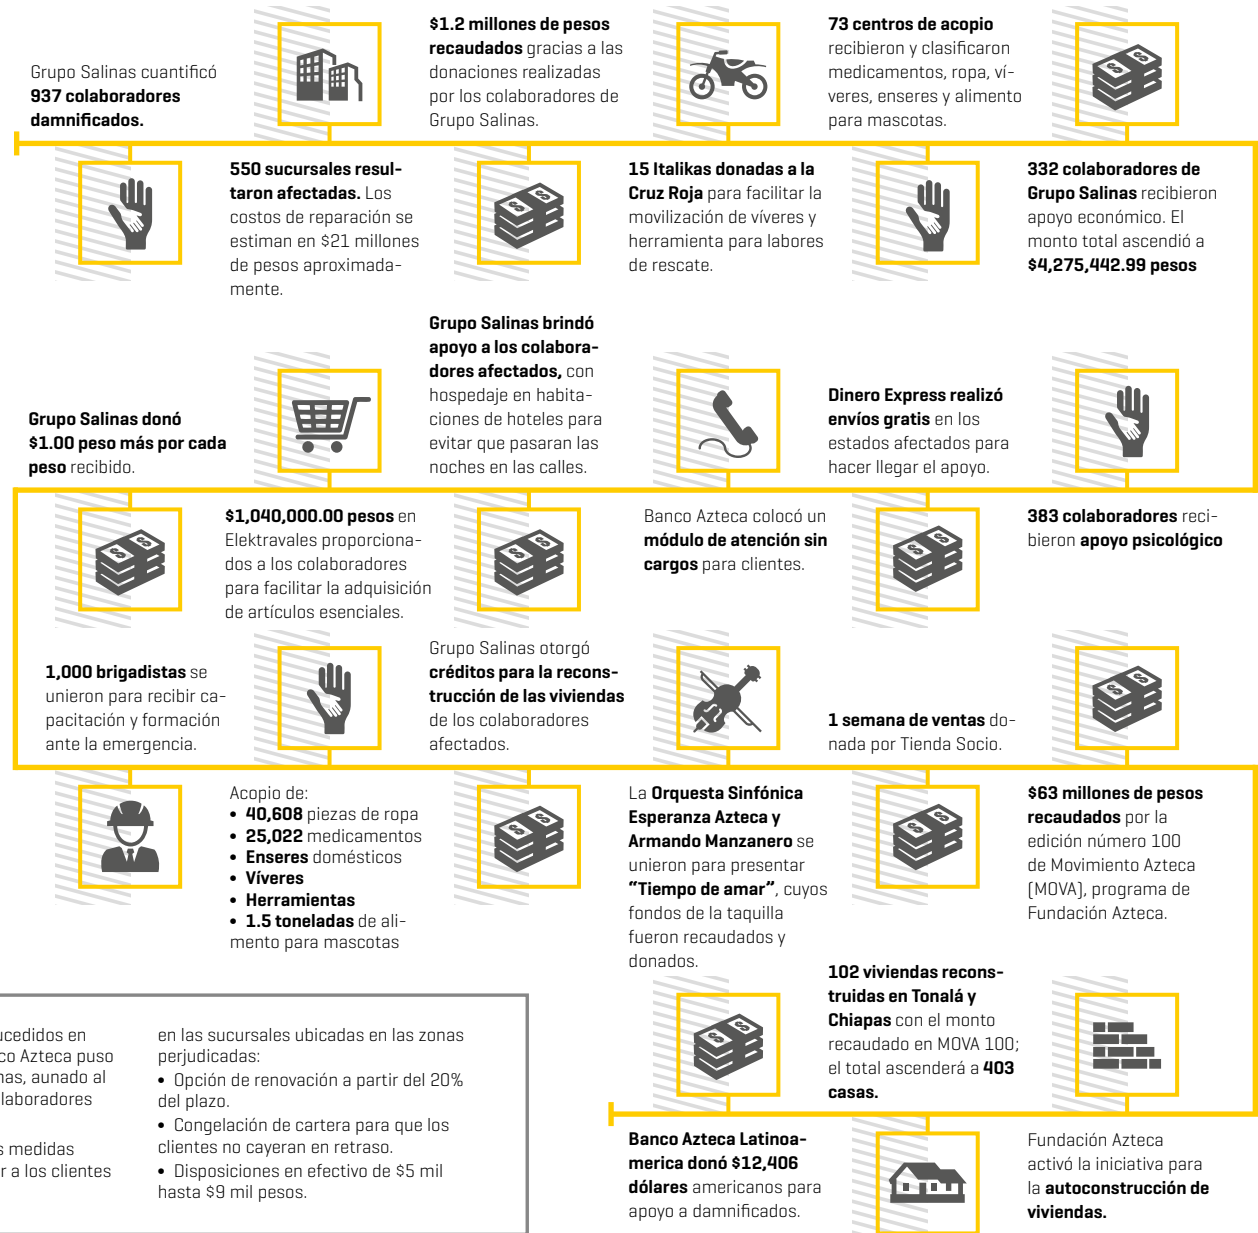 Grupo Salinas cuantificó
937 colaboradores
damnificados.
$1.2 millones de pesos
recaudados gracias a las
donaciones realizadas
por los colaboradores de
Grupo Salinas.
73 centros de acopio
recibieron y clasificaron
medicamentos, ropa, ví-
veres, enseres y alimento
para mascotas.
550 sucursales resul-
taron afectadas. Los
costos de reparación se
estiman en $21 millones
de pesos aproximada-
mente.
15 Italikas donadas a la
Cruz Roja para facilitar la
movilización de víveres y
herramienta para labores
de rescate.
332 colaboradores de
Grupo Salinas recibieron
apoyo económico. El
monto total ascendió a
$4,275,442.99 pesos
Grupo Salinas donó
$1.00 peso más por cada
peso recibido.
Grupo Salinas brindó
apoyo a los colabora-
dores afectados, con
hospedaje en habita-
ciones de hoteles para
evitar que pasaran las
noches en las calles.
Dinero Express realizó
envíos gratis en los
estados afectados para
hacer llegar el apoyo.
$1,040,000.00 pesos en
Elektravales proporciona-
dos a los colaboradores
para facilitar la adquisición
de artículos esenciales.
Banco Azteca colocó un
módulo de atención sin
cargos para clientes.
383 colaboradores reci-
bieron apoyo psicológico
1,000 brigadistas se
unieron para recibir ca-
pacitación y formación
ante la emergencia.
Grupo Salinas otorgó
créditos para la recons-
trucción de las viviendas
de los colaboradores
afectados.
1 semana de ventas do-
nada por Tienda Socio.
Acopio de:
• 40,608 piezas de ropa
• 25,022 medicamentos
• Enseres domésticos
• Víveres
• Herramientas
• 1.5 toneladas de ali-
mento para mascotas
La Orquesta Sinfónica
Esperanza Azteca y
Armando Manzanero se
unieron para presentar
"Tiempo de amar", cuyos
fondos de la taquilla
fueron recaudados y
donados.
$63 millones de pesos
recaudados por la
edición número 100
de Movimiento Azteca
(MOVA), programa de
Fundación Azteca.
102 viviendas recons-
truidas en Tonalá y
Chiapas con el monto
recaudado en MOVA 100;
el total ascenderá a 403
casas.
Banco Azteca Latinoa-
merica donó $12,406
dólares americanos para
apoyo a damnificados.
Fundación Azteca
activó la iniciativa para
la autoconstrucción de
viviendas.
en
Azteca puso
aunado al
medidas
a los clientes
en las sucursales ubicadas en las zonas
perjudicadas:
• Opción de renovación a partir del 20%
del plazo.
• Congelación de cartera para que los
clientes no cayeran en retraso.
• Disposiciones en efectivo de $5 mil
hasta $9 mil pesos.